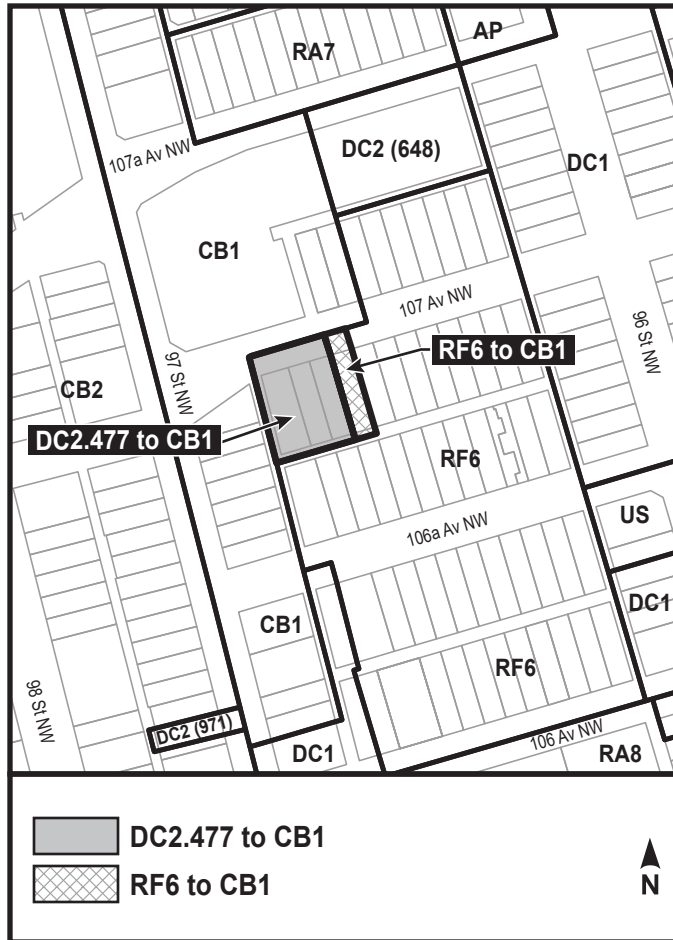 AP
RA7
DC2 (648)
107a Av NW
DC1
CB1
107 Av NW
96 St NW
RF6 to CB1
97 St NW
CB2
DC2.477 to CB1
RF6
US
106a Av NW
DC1
CB1
RF6
98 St NW
DC2 (971)
DC1
106 Av NW
RA8
DC2.477 to CB1
RF6 to CB1
N